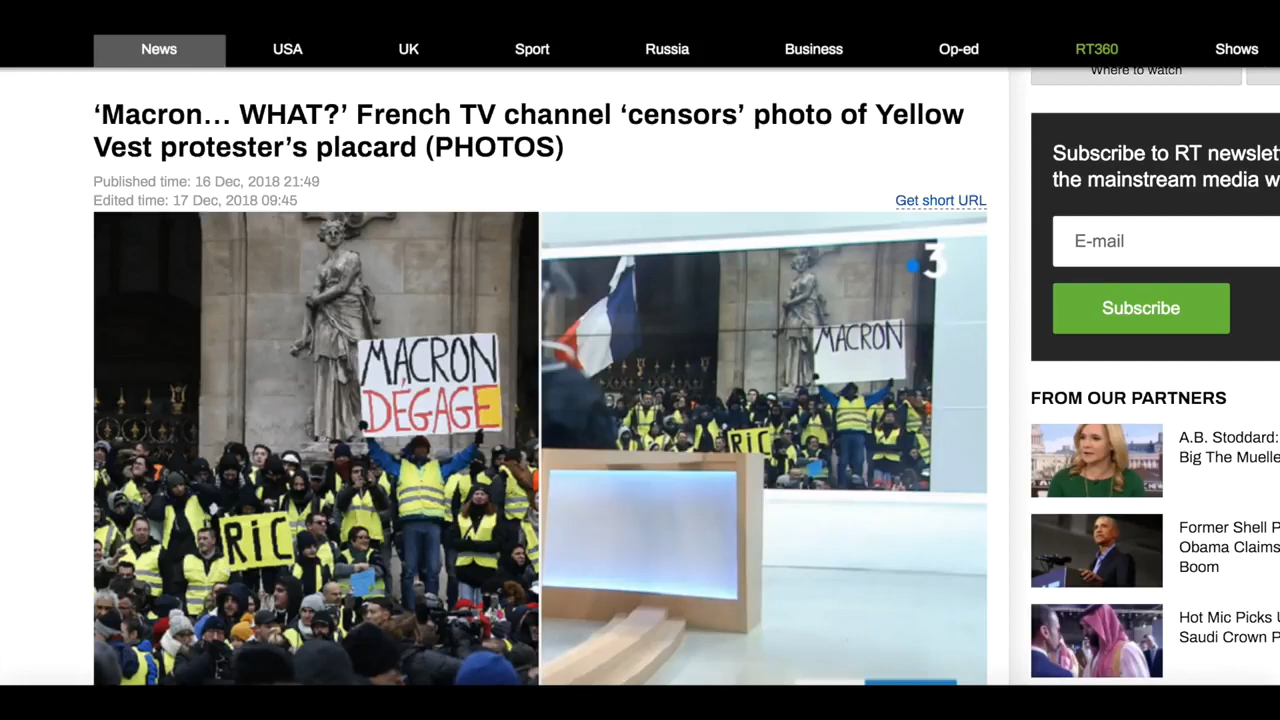 News
USA
UK
Sport
Russia
Business
Op-ed
RT360
Shows
Where to watch
‘Macron... WHAT?’ French TV channel ‘censors’ photo of Yellow
Vest protester’s placard (PHOTOS)
Published time: 16 Dec, 2018 21:49
Edited time: 17 Dec, 2018 09:45
Get short URL
MACRON
DÉGAGE
RiC
3
MACRON
RiC
Subscribe to RT
the mainstream media
E-mail
Subscribe
FROM OUR PARTNERS
A.B. Stoddard:
Big The
Former Shell
Obama Claims
Boom
Hot Mic Picks
Saudi Crown